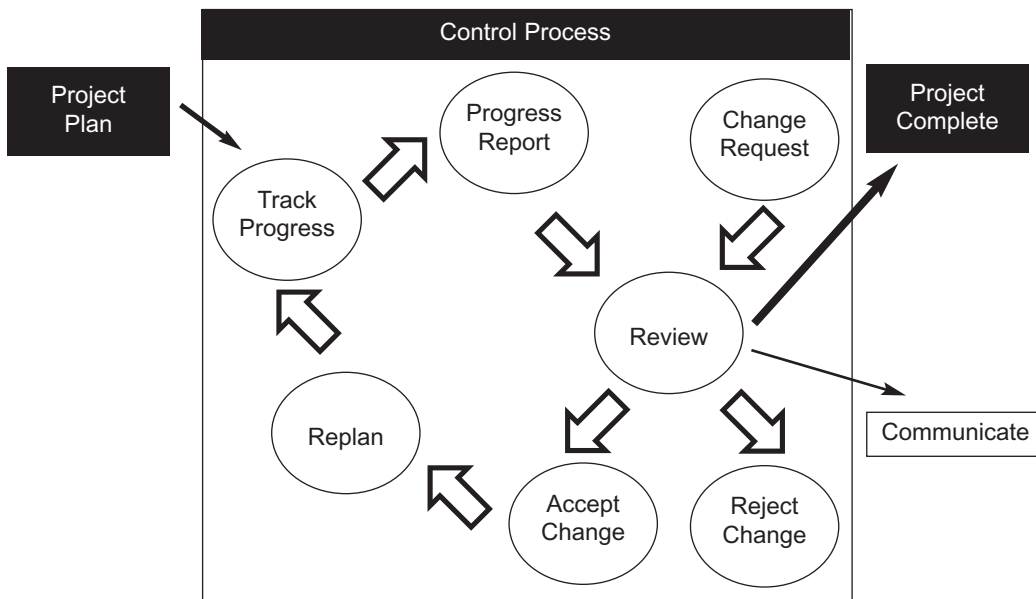 Control Process
Project
Plan
Progress
Report
Change
Request
Project
Complete
Track
Progress
Review
Replan
Communicate
Accept
Change
Reject
Change